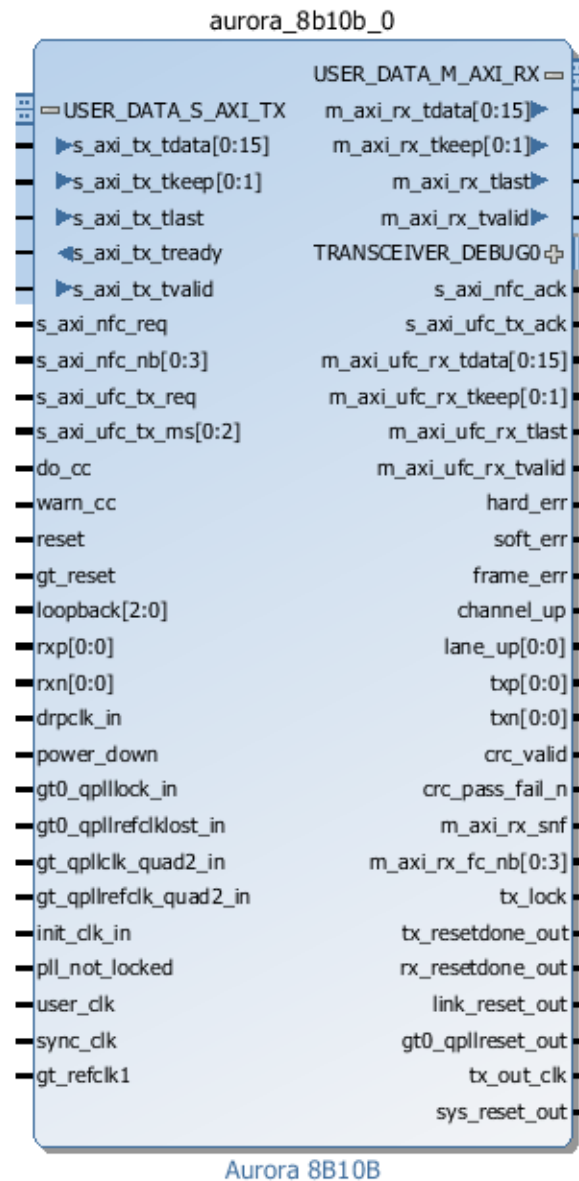 aurora_8b10b_0
USER_DATA_S_AXI_TX
s_axi_tx_tdata[0:15]
s_axi_tx_tkeep[0:1]
s_axi_tx_tlast
s_axi_tx_tready
s_axi_tx_tvalid
s_axi_nfc_req
s_axi_nfc_nb[0:3]
s_axi_ufc_tx_req
s_axi_ufc_tx_ms[0:2]
do_cc
warn_cc
reset
gt_reset
loopback[2:0]
rxp[0:0]
rxn[0:0]
drpclk_in
power_down
gt0_qplllock_in
gt0_qpllrefclklost_in
gt_qpllclk_quad2_in
gt_qpllrefclk_quad2_in
init_clk_in
pll_not_locked
user_clk
sync_clk
gt_refclk1
USER_DATA_M_AXI_RX
m_axi_rx_tdata[0:15]
m_axi_rx_tkeep[0:1]
m_axi_rx_tlast
m_axi_rx_tvalid
TRANSCEIVER_DEBUG0
s_axi_nfc_ack
s_axi_ufc_tx_ack
m_axi_ufc_rx_tdata[0:15]
m_axi_ufc_rx_tkeep[0:1]
m_axi_ufc_rx_tlast
m_axi_ufc_rx_tvalid
hard_err
soft_err
frame_err
channel_up
lane_up[0:0]
txp[0:0]
txn[0:0]
crc_valid
crc_pass_fail_n
m_axi_rx_snf
m_axi_rx_fc_nb[0:3]
tx_lock
tx_resetdone_out
rx_resetdone_out
link_reset_out
gt0_qpllreset_out
tx_out_clk
sys_reset_out
Aurora 8B10B